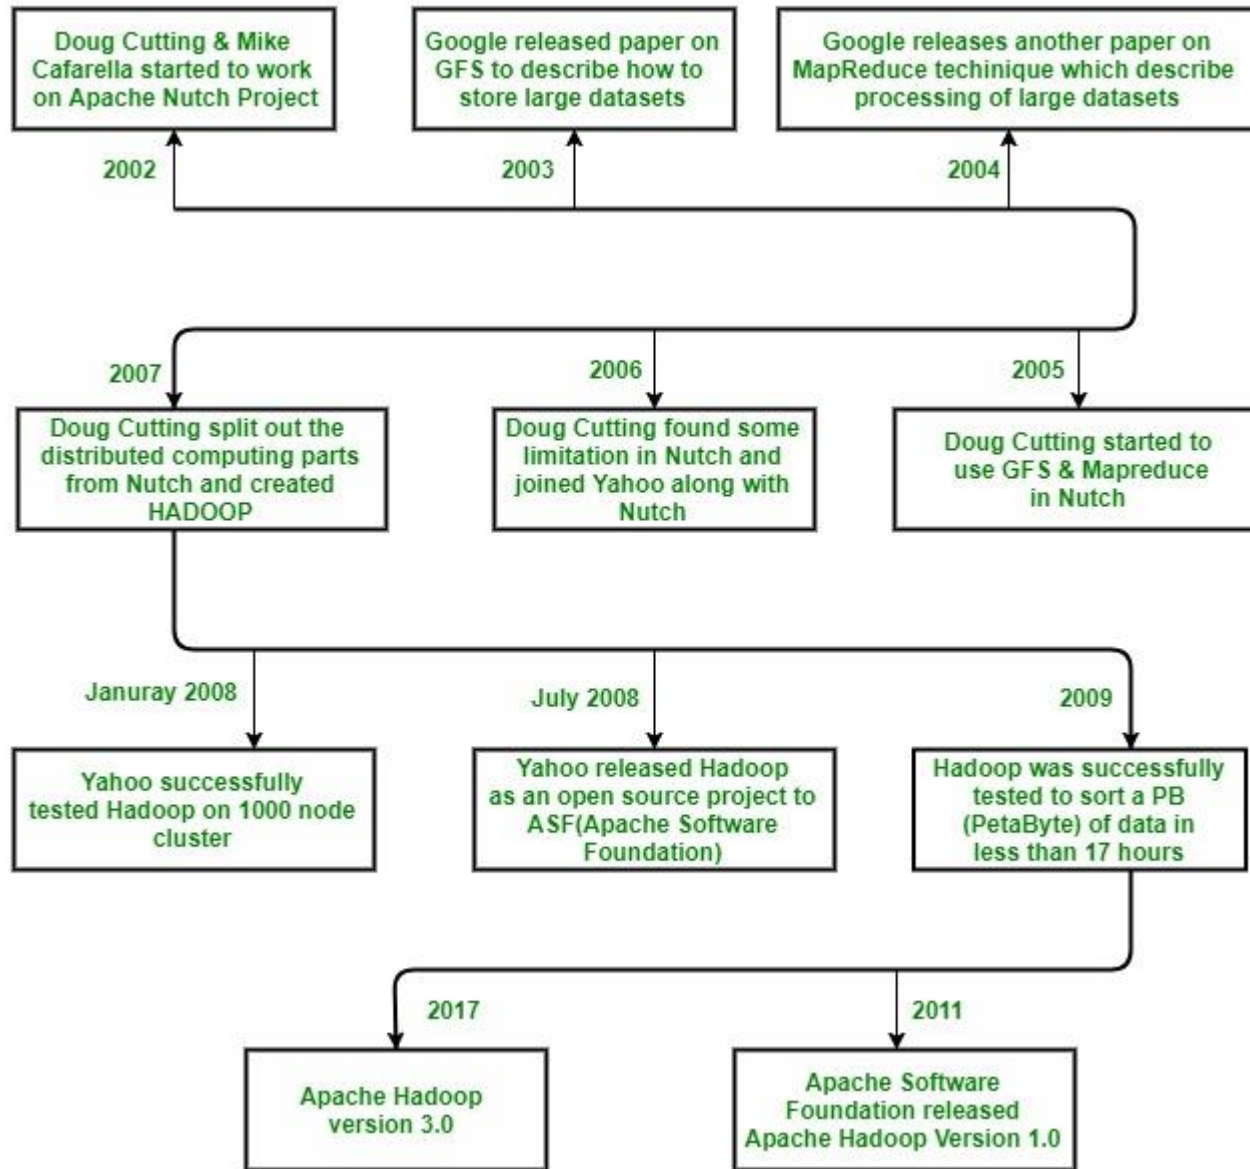 Doug Cutting & Mike
Cafarella started to work
on Apache Nutch Project
2002
Google released paper on
GFS to describe how to
store large datasets
2003
Google releases another paper on
MapReduce techinique which describe
processing of large datasets
2004
2007
Doug Cutting split out the
distributed computing parts
from Nutch and created
HADOOP
2006
Doug Cutting found some
limitation in Nutch and
joined Yahoo along with
Nutch
2005
Doug Cutting started to
use GFS & Mapreduce
in Nutch
Januray 2008
Yahoo successfully
tested Hadoop on 1000 node
cluster
July 2008
Yahoo released Hadoop
as an open source project to
ASF(Apache Software
Foundation)
2009
Hadoop was successfully
tested to sort a PB
(PetaByte) of data in
less than 17 hours
2017
Apache Hadoop
version 3.0
2011
Apache Software
Foundation released
Apache Hadoop Version 1.0